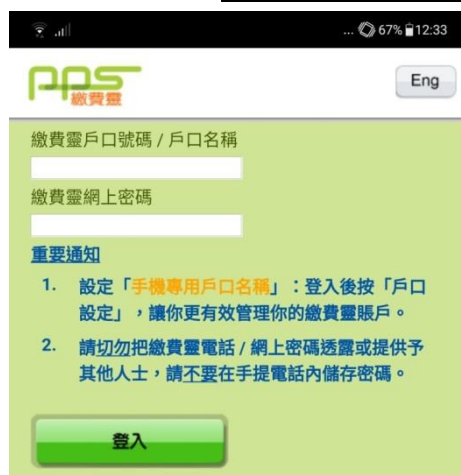 ... 67% 12:33
pps
繳費靈
Eng
繳費靈戶口號碼 / 戶口名稱
繳費靈網上密碼
重要通知
1. 設定「手機專用戶口名稱」：登入後按「戶口
設定」，讓你更有效管理你的繳費靈賬戶。
2. 請切勿把繳費靈電話 / 網上密碼透露或提供予
其他人士，請不要在手提電話內儲存密碼。
登入